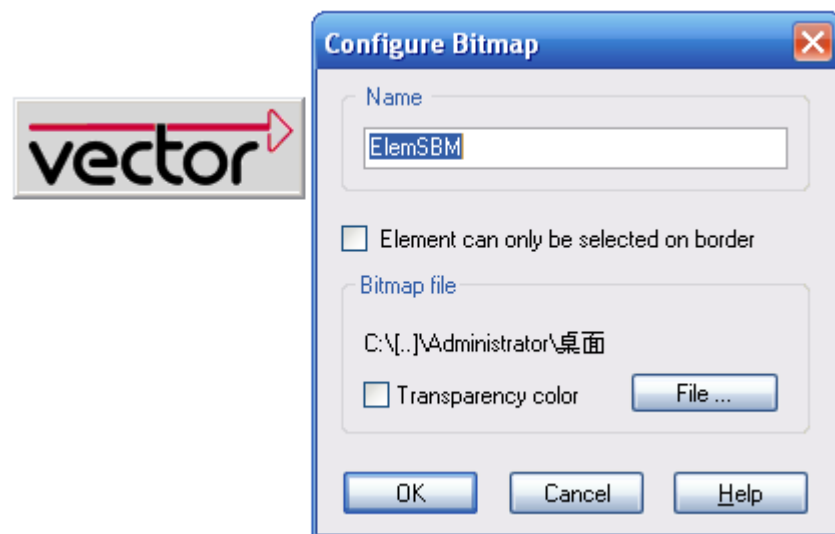 vector
Configure Bitmap
Name
ElemSBM
Element can only be selected on border
Bitmap file
C:\[..]\Administrator\桌面
Transparency color
File ...
OK
Cancel
Help